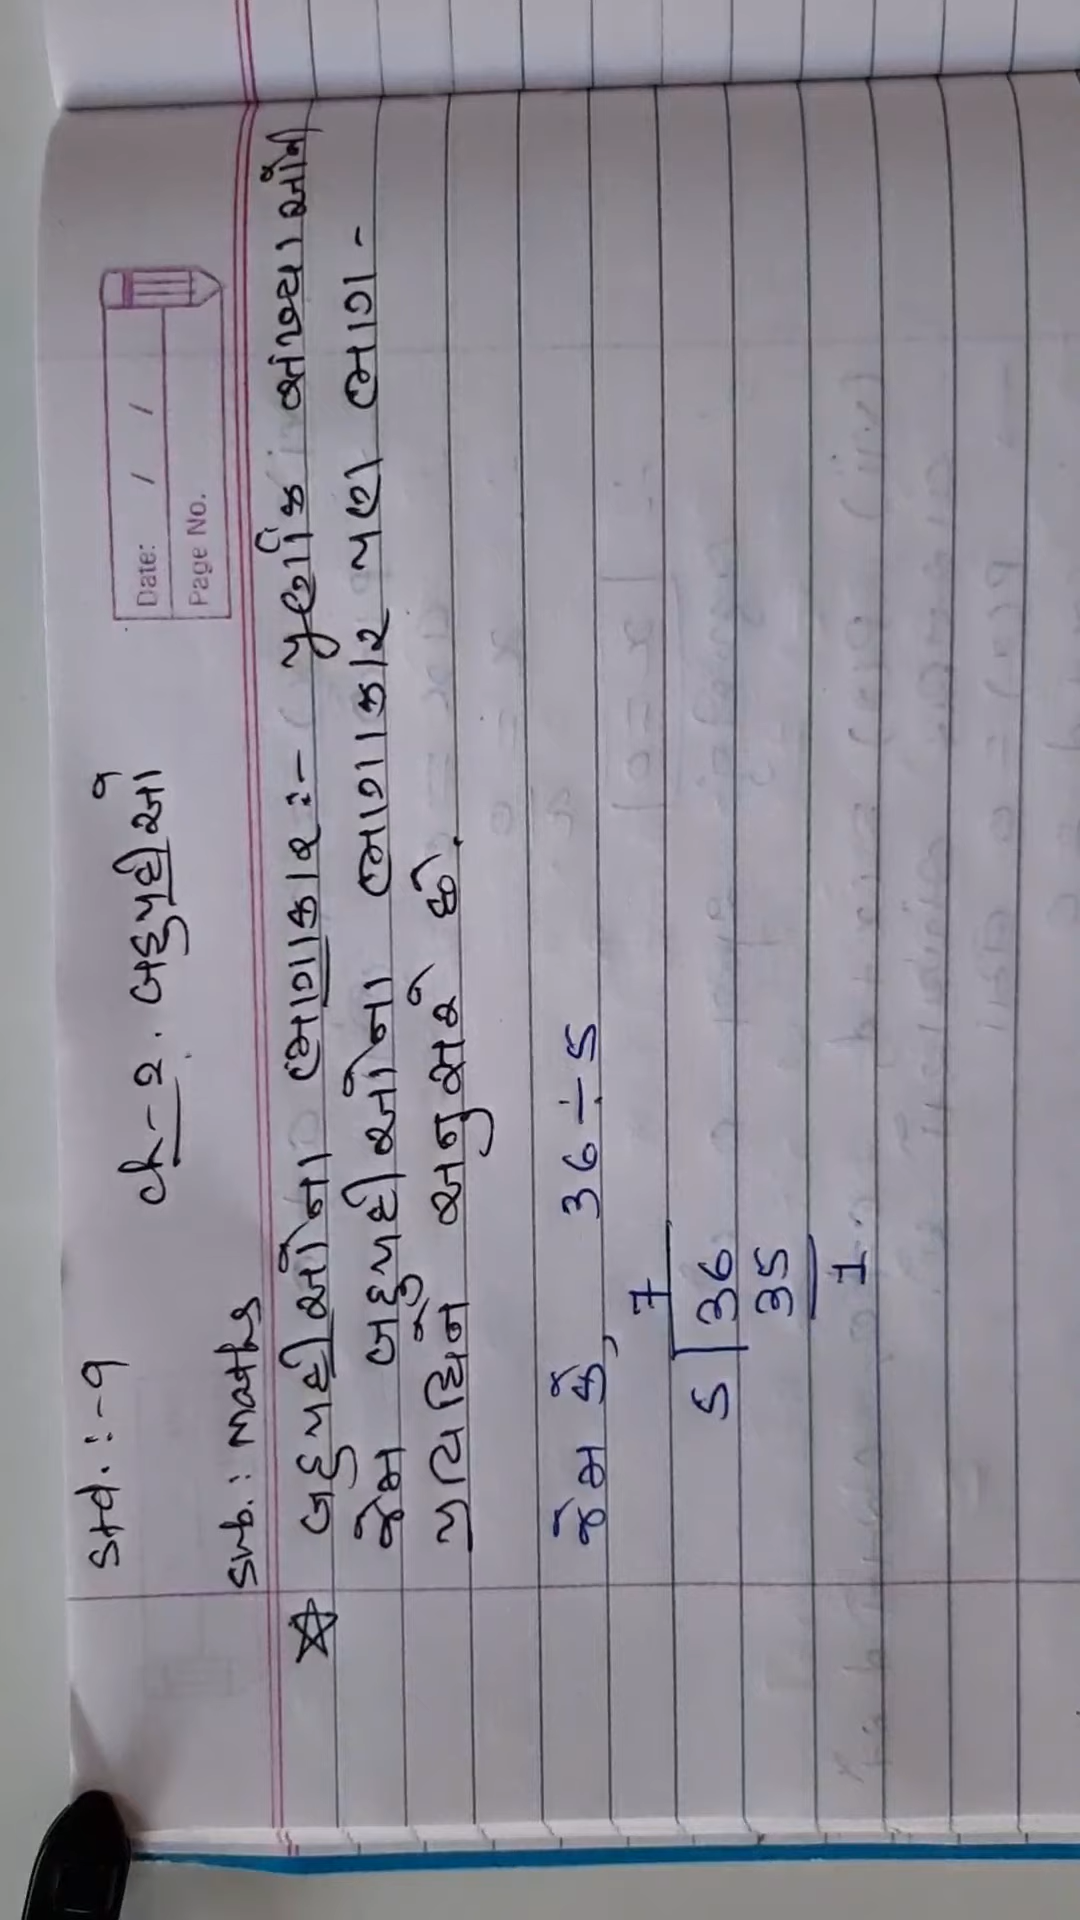 Std. :- 9
Date: / /
Page No.
ch - 2. બહુપદીઓ
Sub. : Maths
☆ બહુપદીઓના ભાગાકાર :- પૂર્ણાંક સંખ્યાઓની
જેમ બહુપદીઓના ભાગાકાર પણ ભાગ-
પ્રવિધિને અનુસરે છે.
જેમ કે, 36 ÷ 5
7
5 36
35
1